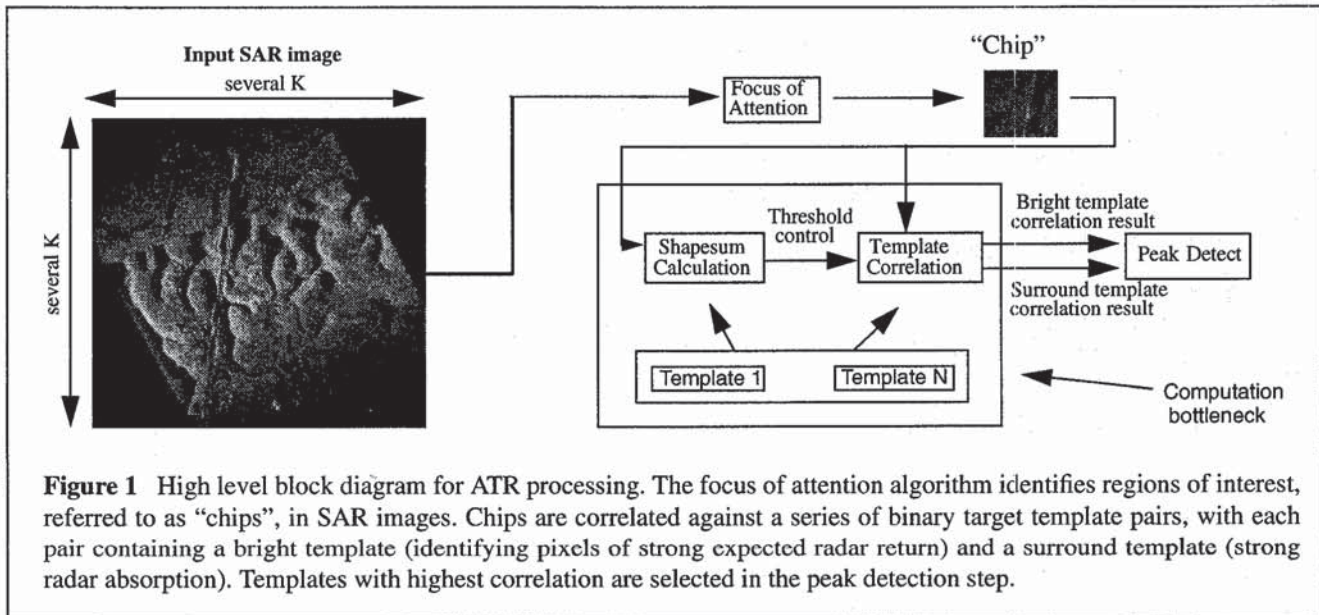 Input SAR image
several K
several K
"Chip"
Focus of
Attention
Shapesum
Calculation
Threshold
control
Template
Correlation
Bright template
correlation result
Surround template
correlation result
Peak Detect
Template 1
Template N
Computation
bottleneck
Figure 1 High level block diagram for ATR processing. The focus of attention algorithm identifies regions of interest,
referred to as “chips”, in SAR images. Chips are correlated against a series of binary target template pairs, with each
pair containing a bright template (identifying pixels of strong expected radar return) and a surround template (strong
radar absorption). Templates with highest correlation are selected in the peak detection step.